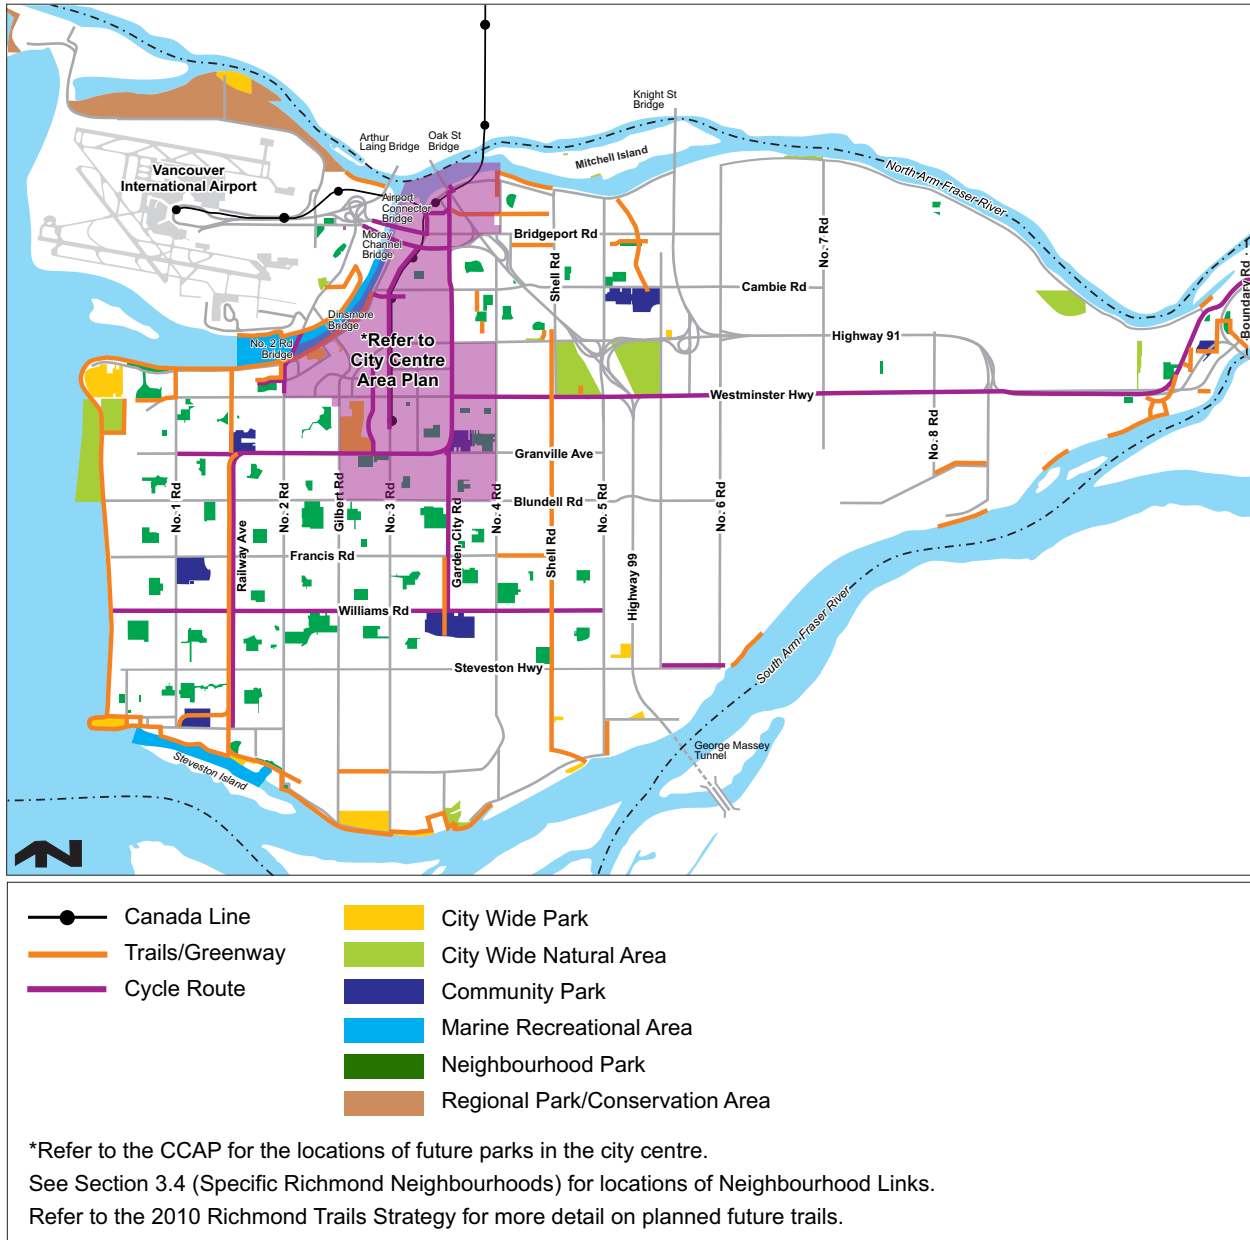 Knight St
Bridge
Arthur
Laing Bridge
Oak St
Bridge
Mitchell Island
North Arm Fraser River
Vancouver
International Airport
Airport
Connector
Bridge
Moray
Channel
Bridge
Bridgeport Rd
No. 7 Rd
Shell Rd
Cambie Rd
Boundary Rd
Dinsmore
Bridge
No. 2 Rd
Bridge
*Refer to
City Centre
Area Plan
Highway 91
Westminster Hwy
No. 8 Rd
Granville Ave
Blundell Rd
No. 1 Rd
Railway Ave
No. 2 Rd
Gilbert Rd
No. 3 Rd
Garden City Rd
No. 4 Rd
Shell Rd
No. 5 Rd
Highway 99
No. 6 Rd
Francis Rd
Williams Rd
Steveston Hwy
South Arm Fraser River
George Massey
Tunnel
Steveston Island
N
Canada Line
Trails/Greenway
Cycle Route
City Wide Park
City Wide Natural Area
Community Park
Marine Recreational Area
Neighbourhood Park
Regional Park/Conservation Area
*Refer to the CCAP for the locations of future parks in the city centre.
See Section 3.4 (Specific Richmond Neighbourhoods) for locations of Neighbourhood Links.
Refer to the 2010 Richmond Trails Strategy for more detail on planned future trails.